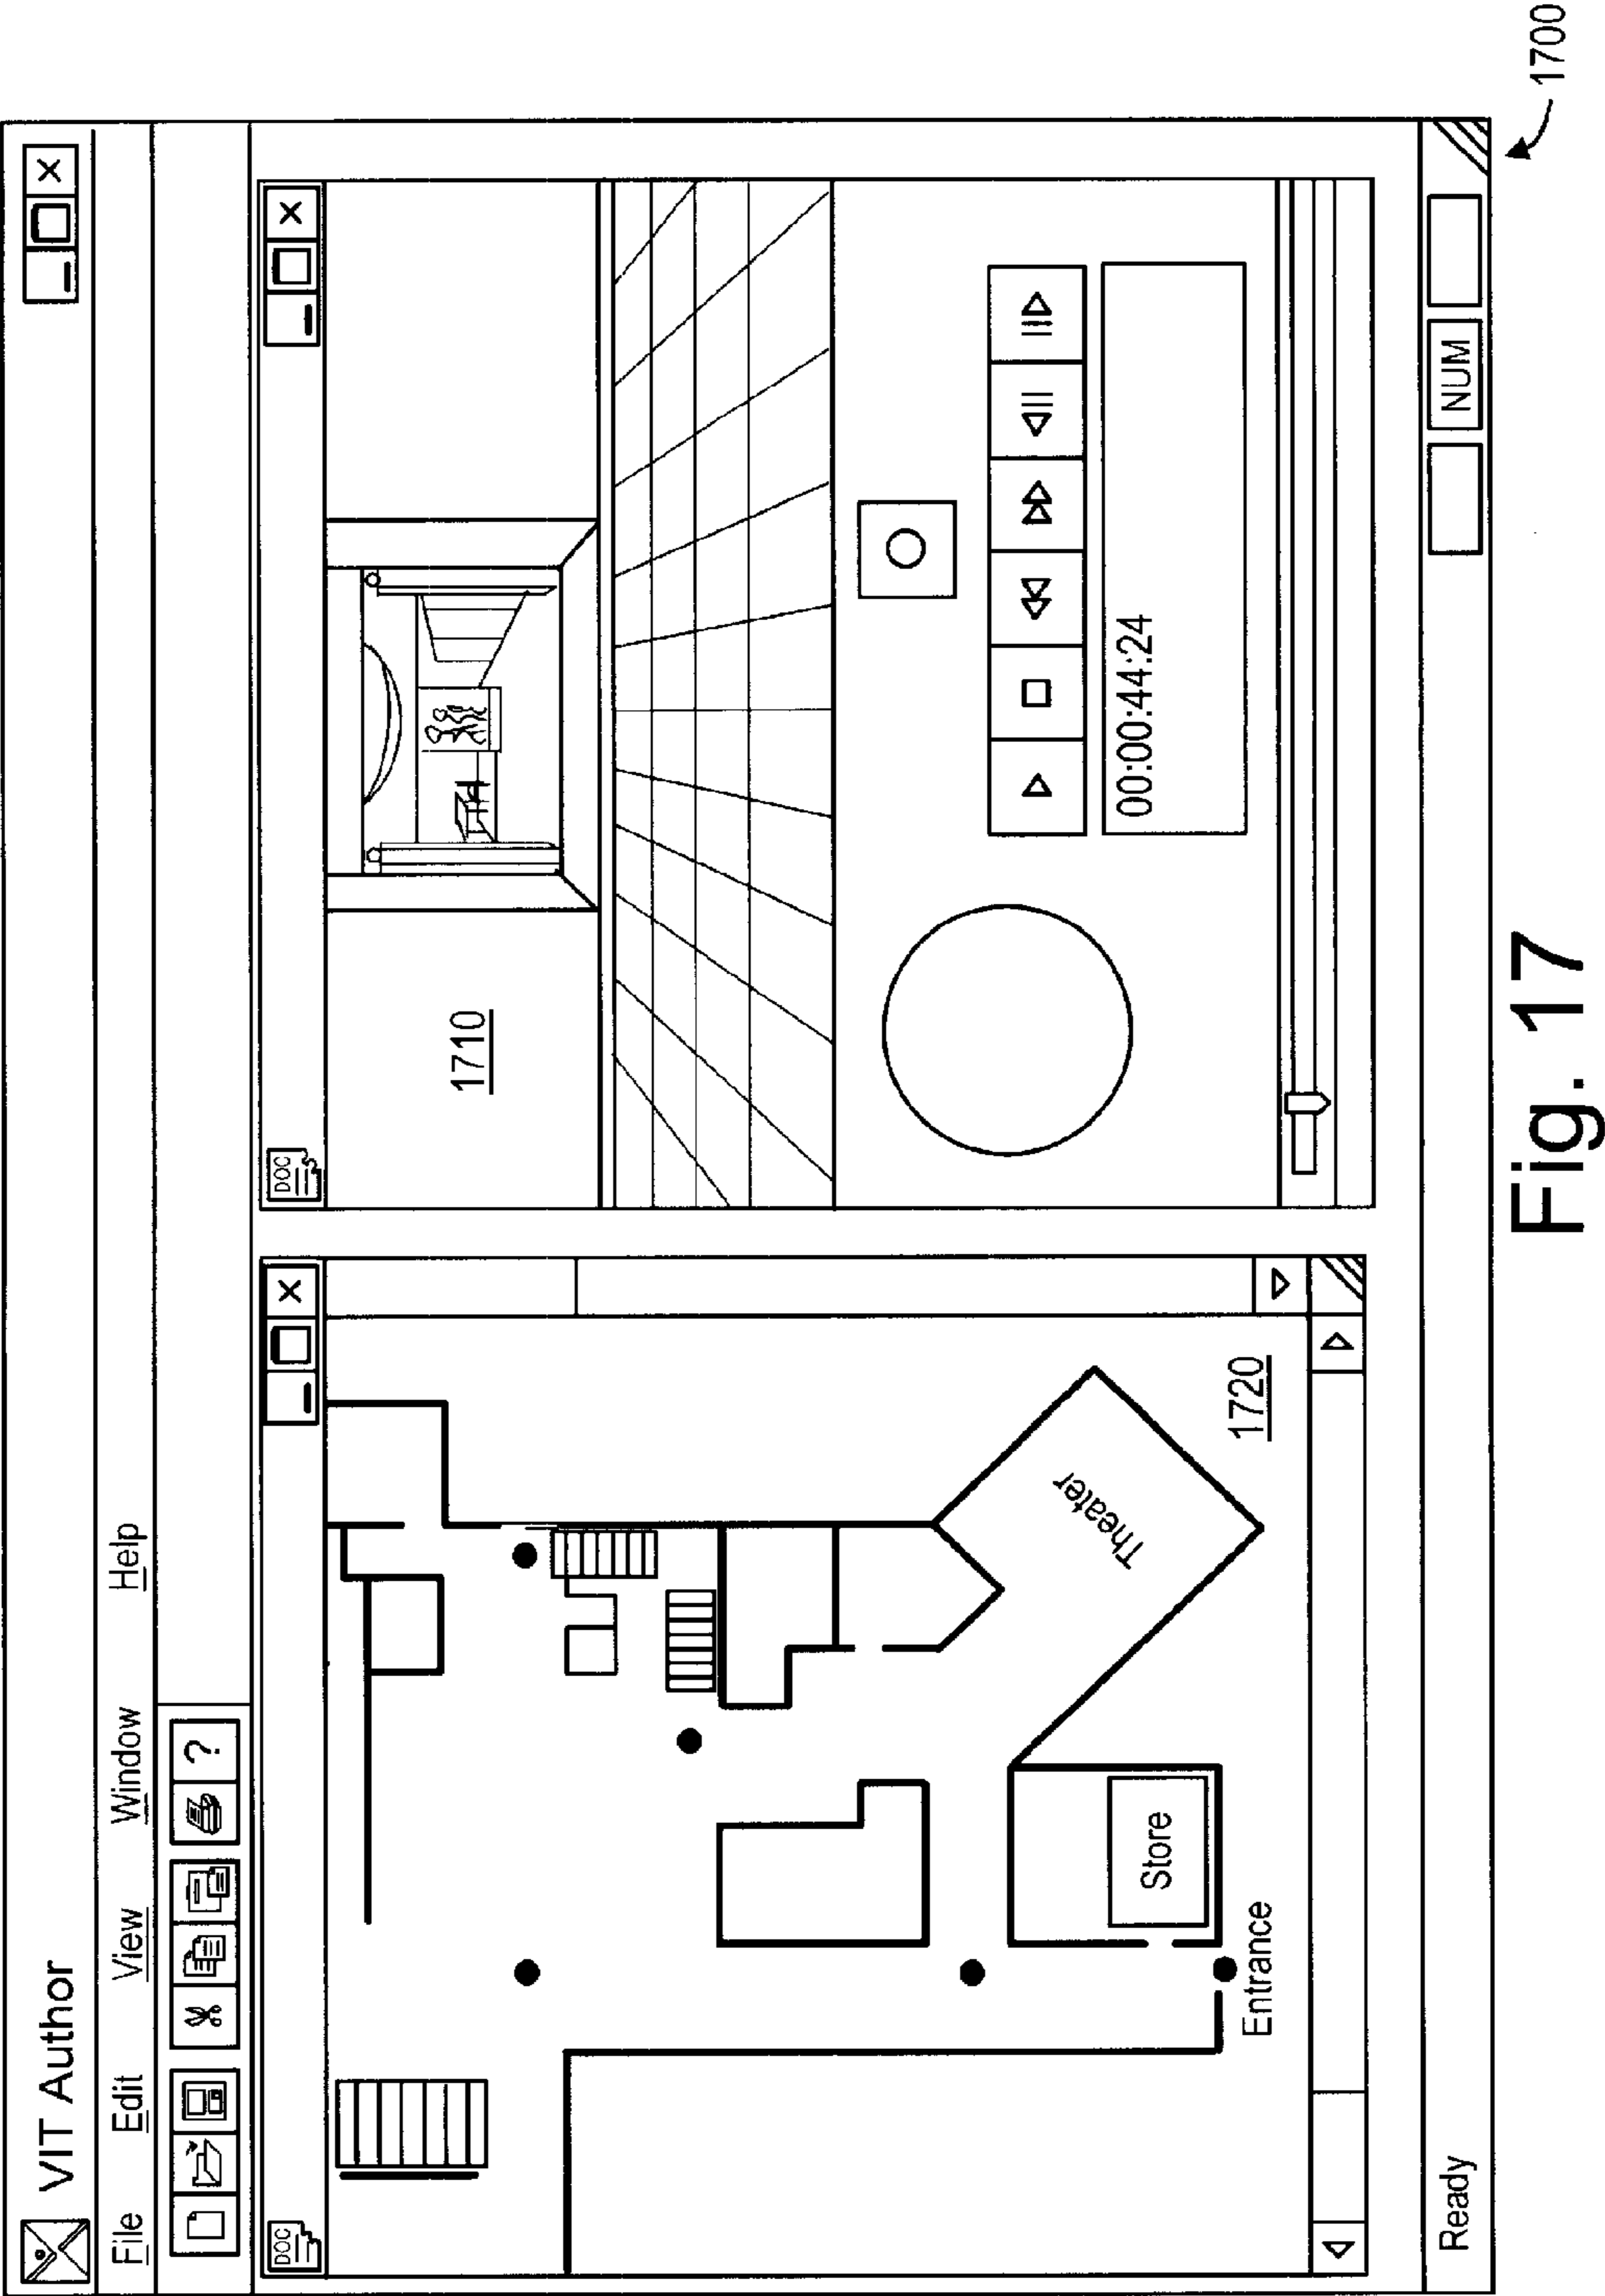 VIT Author
File Edit View Window Help
?
DOC
DOC
1710
Theater
Store
Entrance
1720
00:00:44:24
Ready
NUM
1700
Fig. 17